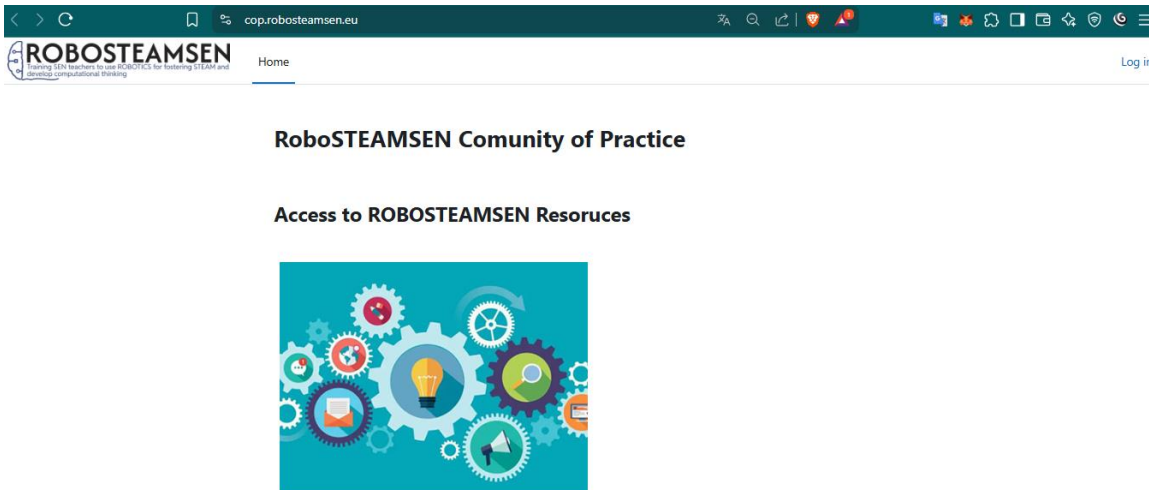 cop.robosteamsen.eu
ROBOSTEAMSEN
Training SEN teachers to use ROBOTICS for fostering STEAM and
develop computational thinking
Home
Log in
RoboSTEAMSEN Comunity of Practice
Access to ROBOSTEAMSEN Resoruces